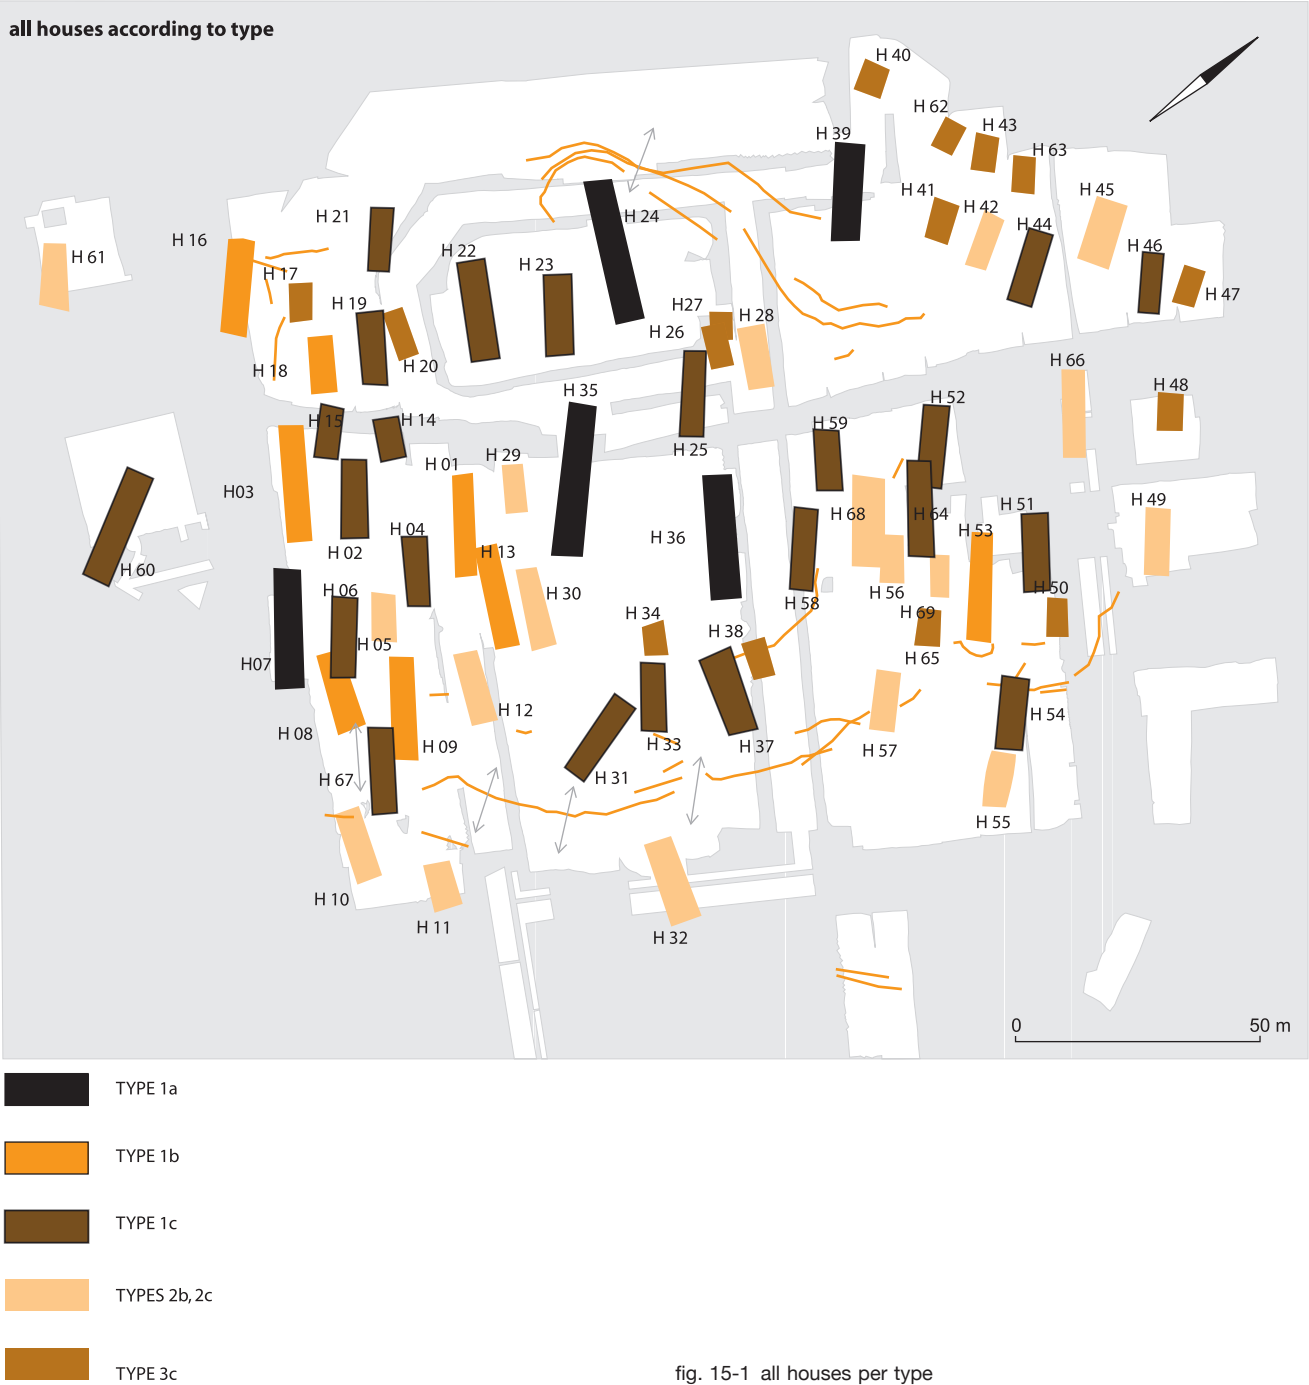 all houses according to type
H 40
H 62
H 43
H 39
H 63
H 41
H 45
H 42
H 21
H 24
H 44
H 16
H 22
H 46
H 61
H 23
H 17
H 47
H 19
H27
H 28
H 26
H 66
H 20
H 18
H 48
H 35
H 52
H 15
H 14
H 59
H 25
H 29
H 01
H03
H 49
H 51
H 68
H 64
H 04
H 53
H 36
H 02
H 13
H 60
H 06
H 50
H 30
H 56
H 58
H 69
H 34
H 38
H 05
H 65
H07
H 12
H 54
H 08
H 09
H 33
H 37
H 57
H 67
H 31
H 55
H 10
H 11
H 32
0 50 m
TYPE 1a
TYPE 1b
TYPE 1c
TYPES 2b, 2c
TYPE 3c
fig. 15-1 all houses per type